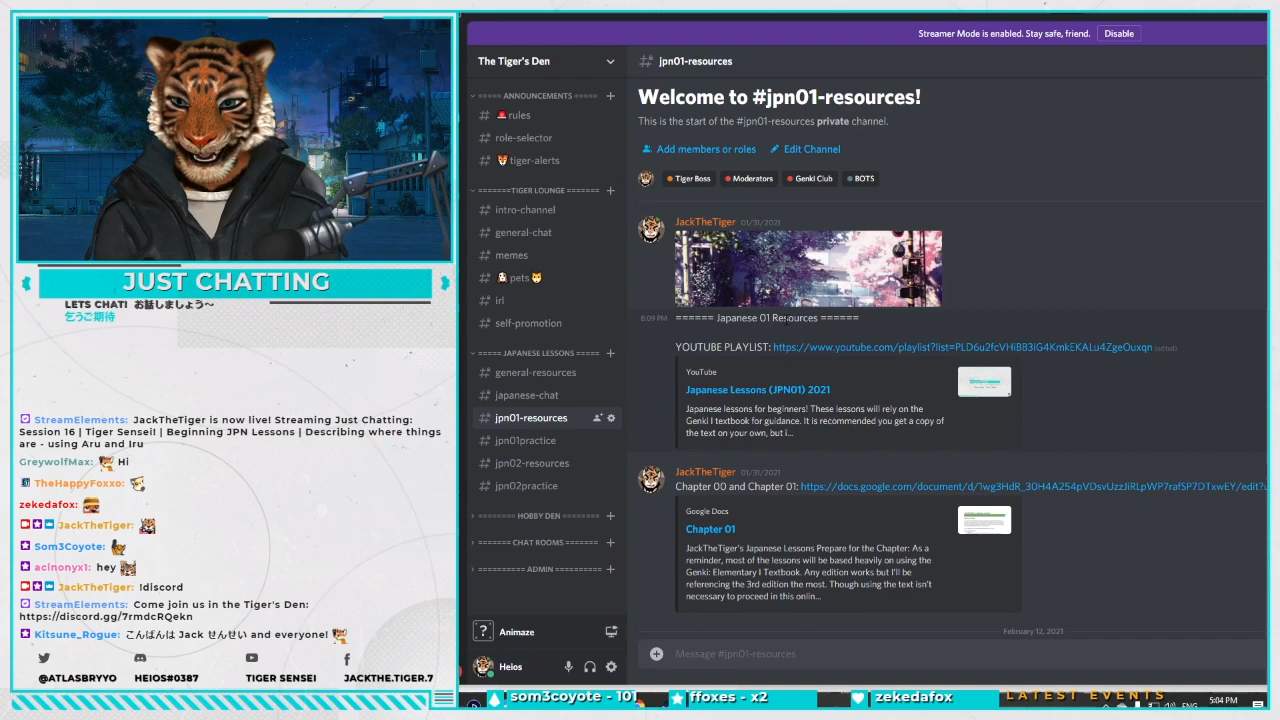 JUST CHATTING
LETS CHAT! お話しましょう〜
乞うご期待
StreamElements: JackTheTiger is now live! Streaming Just Chatting:
Session 16 | Tiger Sensei! | Beginning JPN Lessons | Describing where things
are - using Aru and Iru
GreywolfMax: Hi
TheHappyFoxxo:
zekedafox:
JackTheTiger:
Som3Coyote:
acinonyx1: hey
JackTheTiger: !discord
StreamElements: Come join us in the Tiger's Den:
https://discord.gg/7rmdcRQekn
Kitsune_Rogue: こんばんは Jack せんせい and everyone!
@ATLASBRYYO HEIOS#0387 TIGER SENSEI JACKTHE.TIGER.7
Streamer Mode is enabled. Stay safe, friend. Disable
The Tiger's Den
===== ANNOUNCEMENTS =====
rules
role-selector
tiger-alerts
=======TIGER LOUNGE =======
intro-channel
general-chat
memes
pets
irl
self-promotion
===== JAPANESE LESSONS =====
general-resources
japanese-chat
jpn01-resources
jpn01practice
jpn02-resources
jpn02practice
======== HOBBY DEN ========
======= CHAT ROOMS =======
========= ADMIN ==========
Animaze
Heios
jpn01-resources
Welcome to #jpn01-resources!
This is the start of the #jpn01-resources private channel.
Add members or roles Edit Channel
Tiger Boss Moderators Genki Club BOTS
JackTheTiger 01/31/2021
8:09 PM ====== Japanese 01 Resources ======
YOUTUBE PLAYLIST: https://www.youtube.com/playlist?list=PLD6u2fcVHiBB3iG4KmkEKALu4ZgeOuxqn (edited)
YouTube
Japanese Lessons (JPN01) 2021
Japanese lessons for beginners! These lessons will rely on the
Genki I textbook for guidance. It is recommended you get a copy of
the text on your own, but i...
JackTheTiger 01/31/2021
Chapter 00 and Chapter 01: https://docs.google.com/document/d/1wg3HdR_30H4A254pVDsvUzzJiRLpWP7rafSP7DTxwEY/edit?u
Google Docs
Chapter 01
JackTheTiger's Japanese Lessons Prepare for the Chapter: As a
reminder, most of the lessons will be based heavily on using the
Genki: Elementary I Textbook. Any edition works but I'll be
referencing the 3rd edition the most. Though using the text isn't
necessary to proceed in this onlin...
February 12, 2021
Message #jpn01-resources
som3coyote - 101 ffoxes - x2 zekedafox LATEST EVENTS
ENG 5:04 PM